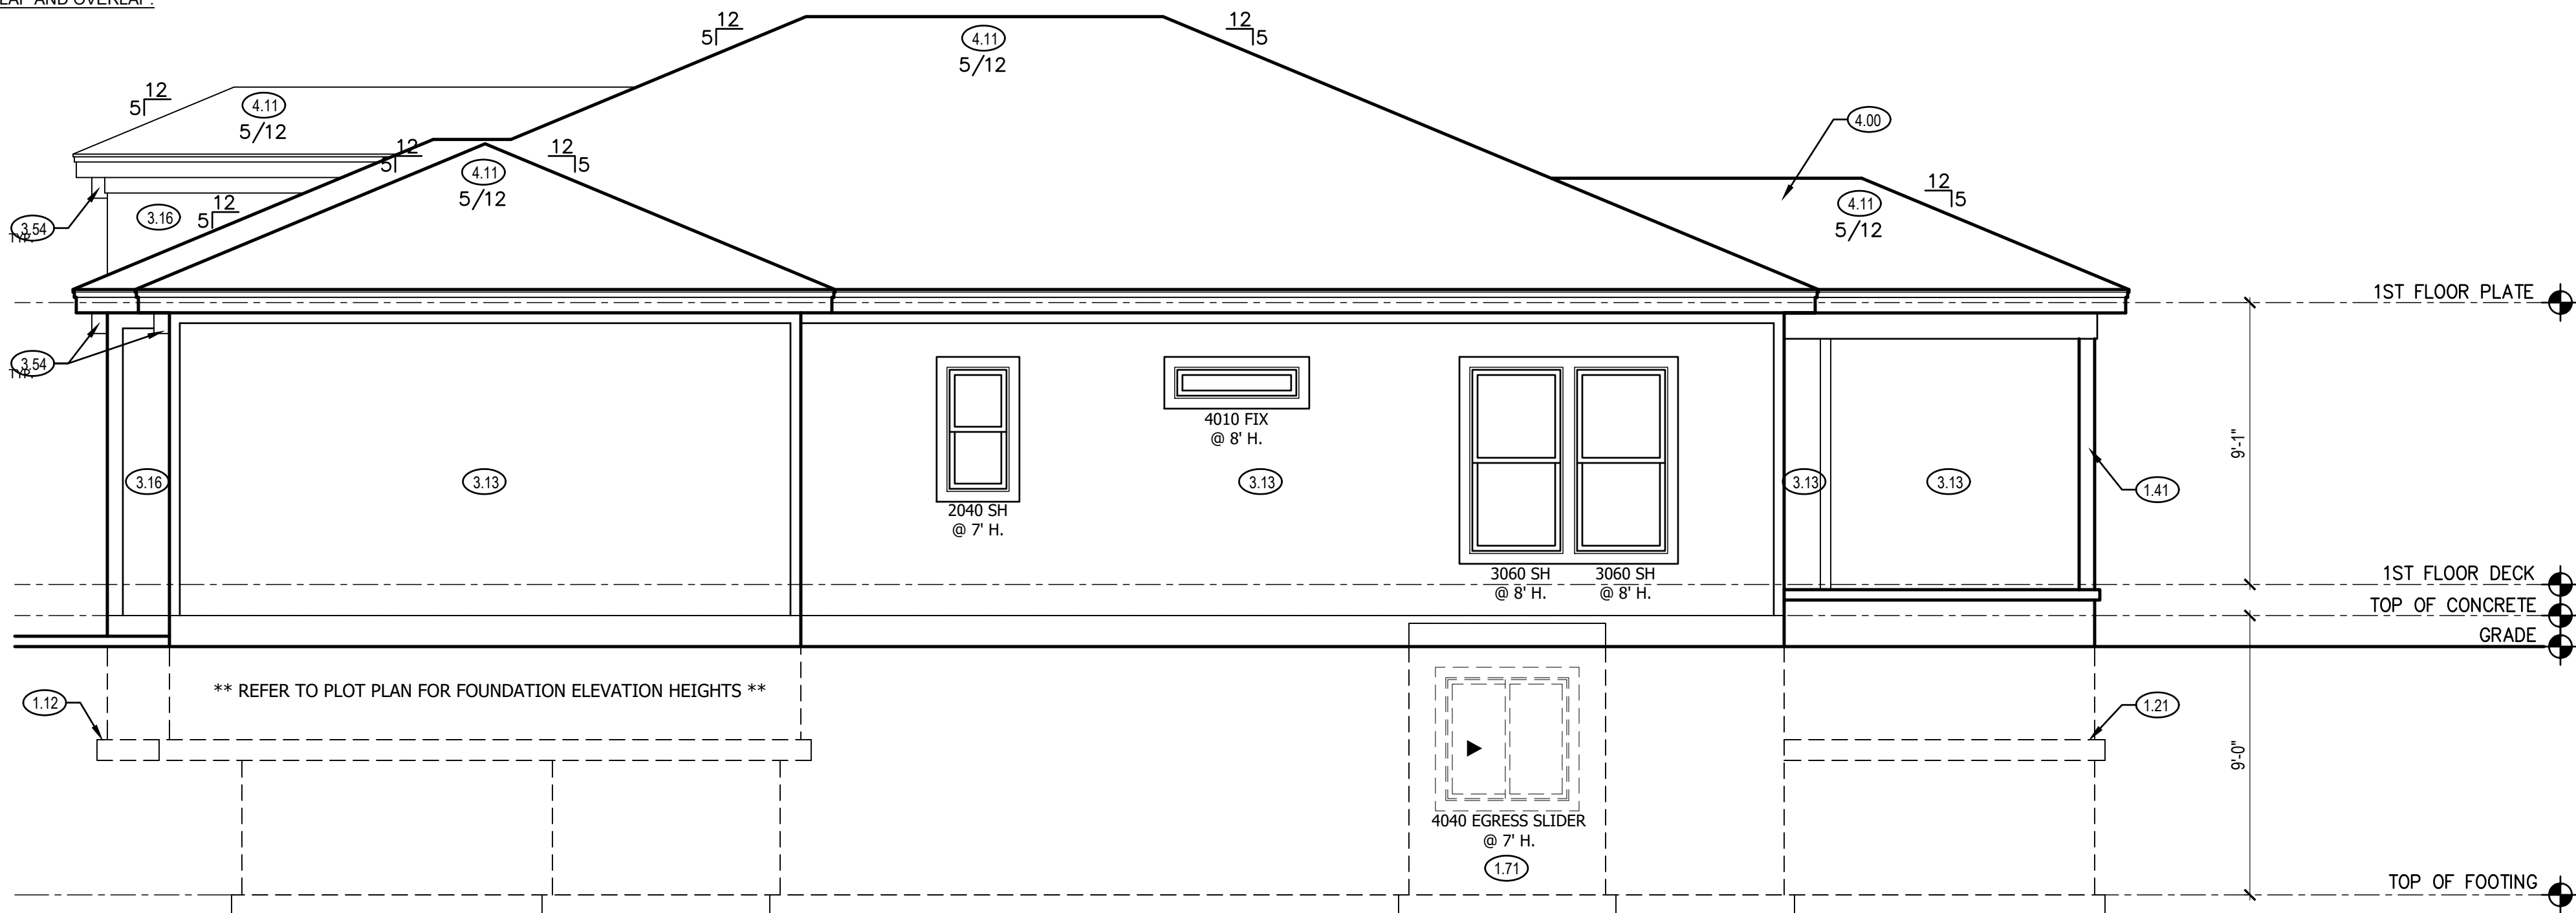 LAP AND OVERLAP.
12
5
12
5
4.11
5/12
12
5
4.11
5/12
4.00
12
5
12
5
4.11
5/12
12
5
4.11
5/12
12
5
3.16
3.54
TYP.
1ST FLOOR PLATE
3.54
TYP.
4010 FIX
@ 8' H.
9'-1"
3.16
3.13
3.13
3.13
3.13
1.41
2040 SH
@ 7' H.
3060 SH
@ 8' H.
3060 SH
@ 8' H.
1ST FLOOR DECK
TOP OF CONCRETE
GRADE
** REFER TO PLOT PLAN FOR FOUNDATION ELEVATION HEIGHTS **
1.12
1.21
9'-0"
4040 EGRESS SLIDER
@ 7' H.
1.71
TOP OF FOOTING